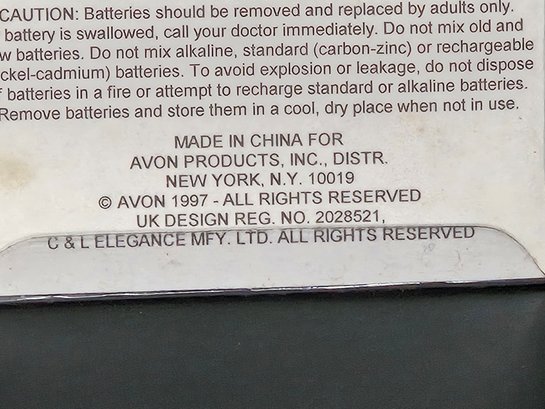 CAUTION: Batteries should be removed and replaced by adults only.
battery is swallowed, call your doctor immediately. Do not mix old and
w batteries. Do not mix alkaline, standard (carbon-zinc) or rechargeable
ckel-cadmium) batteries. To avoid explosion or leakage, do not dispose
f batteries in a fire or attempt to recharge standard or alkaline batteries.
Remove batteries and store them in a cool, dry place when not in use.
MADE IN CHINA FOR
AVON PRODUCTS, INC., DISTR.
NEW YORK, N.Y. 10019
© AVON 1997 - ALL RIGHTS RESERVED
UK DESIGN REG. NO. 2028521,
C & L ELEGANCE MFY. LTD. ALL RIGHTS RESERVED